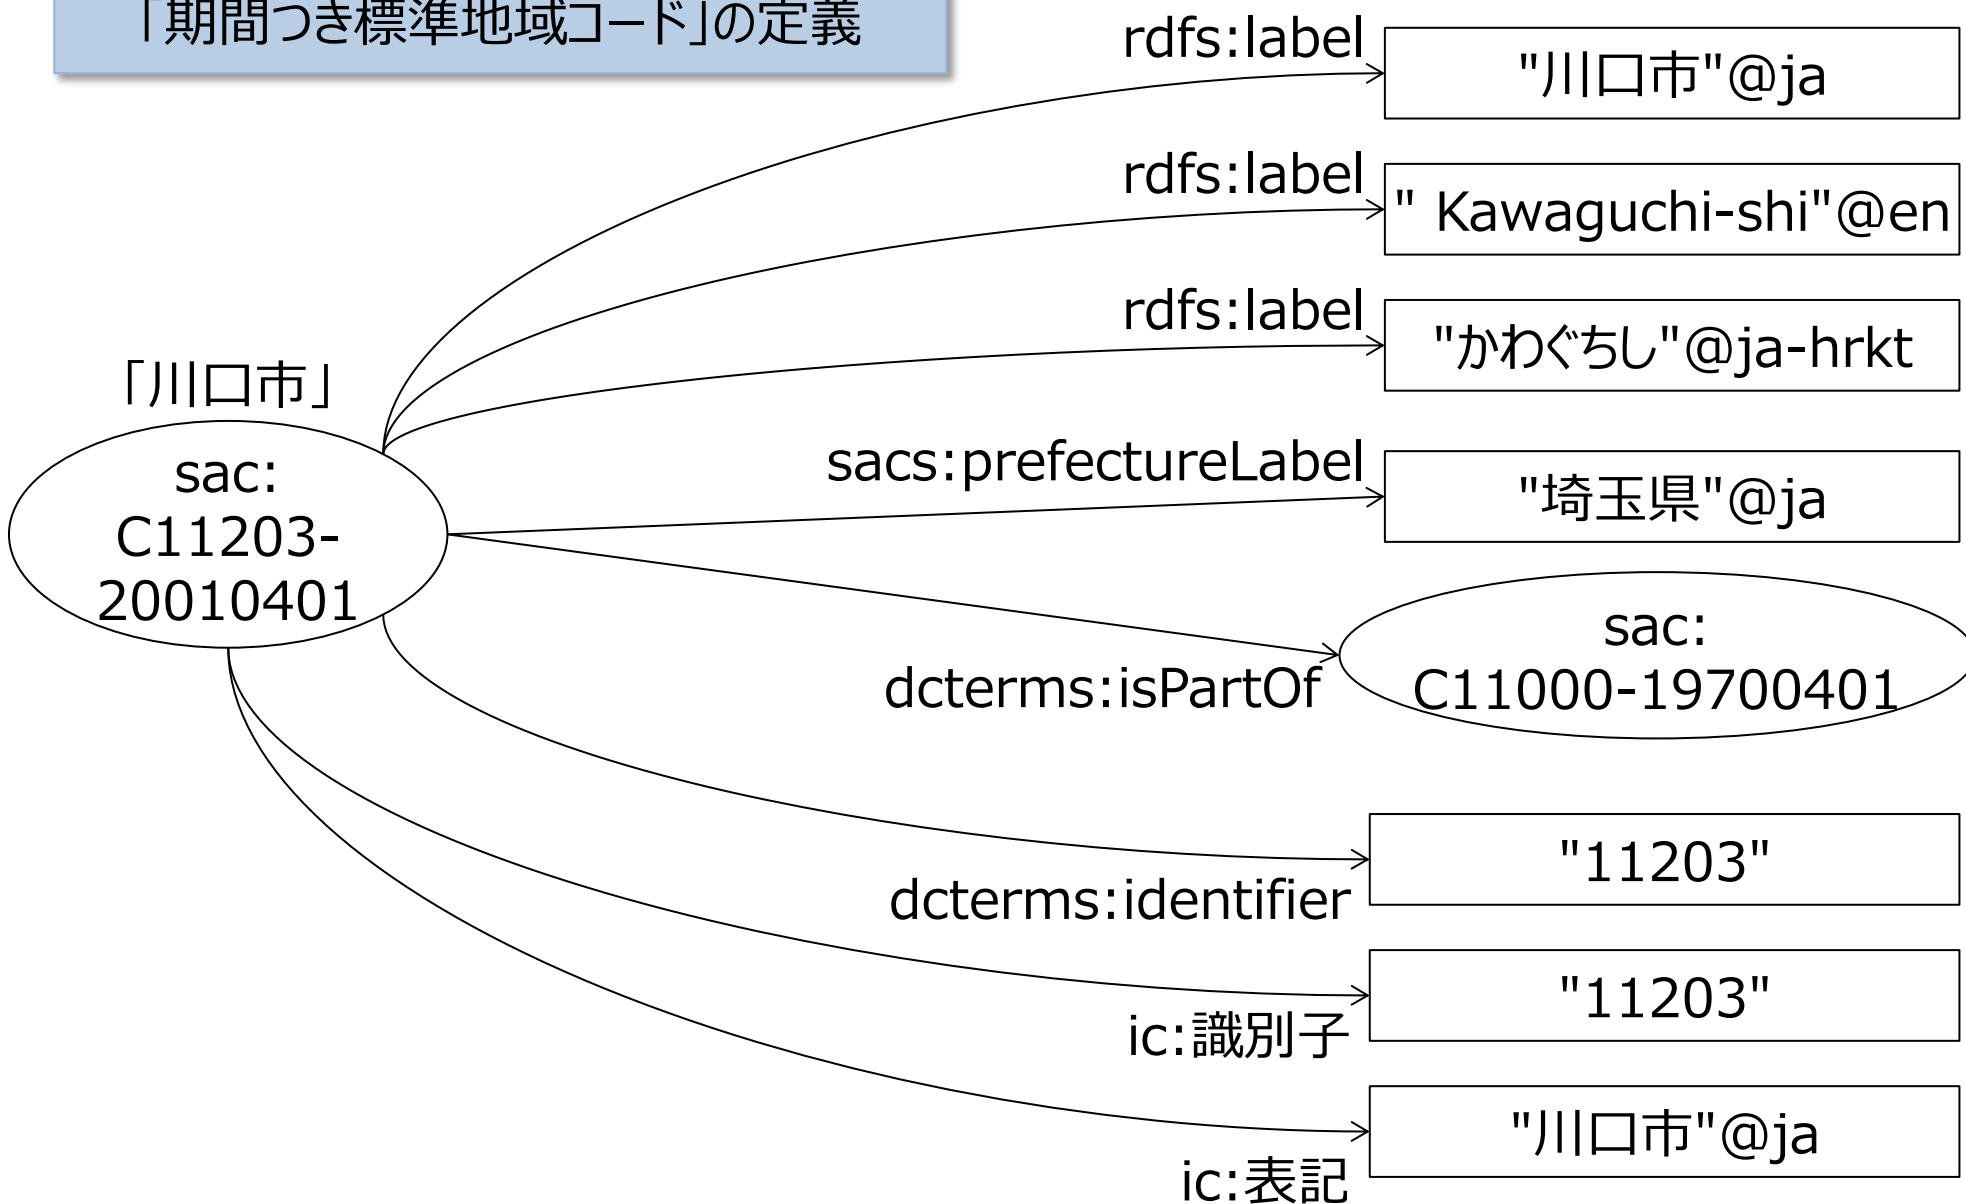 「期間つき標準地域コード」の定義
rdfs:label
"川口市"@ja
rdfs:label
" Kawaguchi-shi"@en
rdfs:label
"かわぐちし"@ja-hrkt
「川口市」
sac:
C11203-
20010401
sacs:prefectureLabel
"埼玉県"@ja
dcterms:isPartOf
sac:
C11000-19700401
dcterms:identifier
"11203"
ic:識別子
"11203"
ic:表記
"川口市"@ja